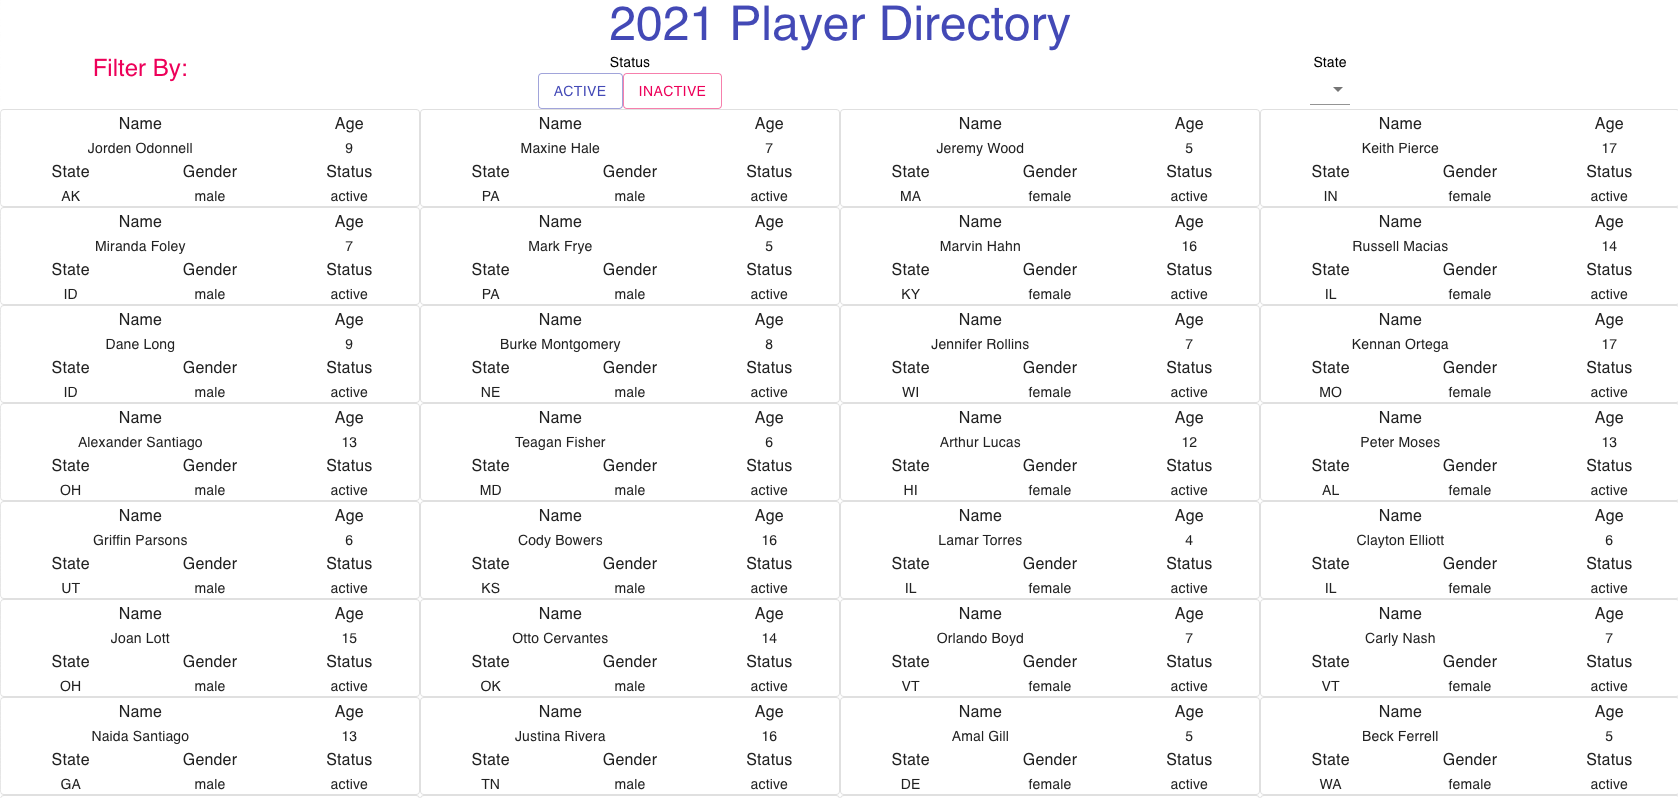 2021 Player Directory
Filter By:
Status
State
ACTIVE INACTIVE
Name Age Name Age Name Age Name Age
Jorden Odonnell 9 Maxine Hale 7 Jeremy Wood 5 Keith Pierce 17
State Gender Status State Gender Status State Gender Status State Gender Status
AK male active PA male active MA female active IN female active
Name Age Name Age Name Age Name Age
Miranda Foley 7 Mark Frye 5 Marvin Hahn 16 Russell Macias 14
State Gender Status State Gender Status State Gender Status State Gender Status
ID male active PA male active KY female active IL female active
Name Age Name Age Name Age Name Age
Dane Long 9 Burke Montgomery 8 Jennifer Rollins 7 Kennan Ortega 17
State Gender Status State Gender Status State Gender Status State Gender Status
ID male active NE male active WI female active MO female active
Name Age Name Age Name Age Name Age
Alexander Santiago 13 Teagan Fisher 6 Arthur Lucas 12 Peter Moses 13
State Gender Status State Gender Status State Gender Status State Gender Status
OH male active MD male active HI female active AL female active
Name Age Name Age Name Age Name Age
Griffin Parsons 6 Cody Bowers 16 Lamar Torres 4 Clayton Elliott 6
State Gender Status State Gender Status State Gender Status State Gender Status
UT male active KS male active IL female active IL female active
Name Age Name Age Name Age Name Age
Joan Lott 15 Otto Cervantes 14 Orlando Boyd 7 Carly Nash 7
State Gender Status State Gender Status State Gender Status State Gender Status
OH male active OK male active VT female active VT female active
Name Age Name Age Name Age Name Age
Naida Santiago 13 Justina Rivera 16 Amal Gill 5 Beck Ferrell 5
State Gender Status State Gender Status State Gender Status State Gender Status
GA male active TN male active DE female active WA female active